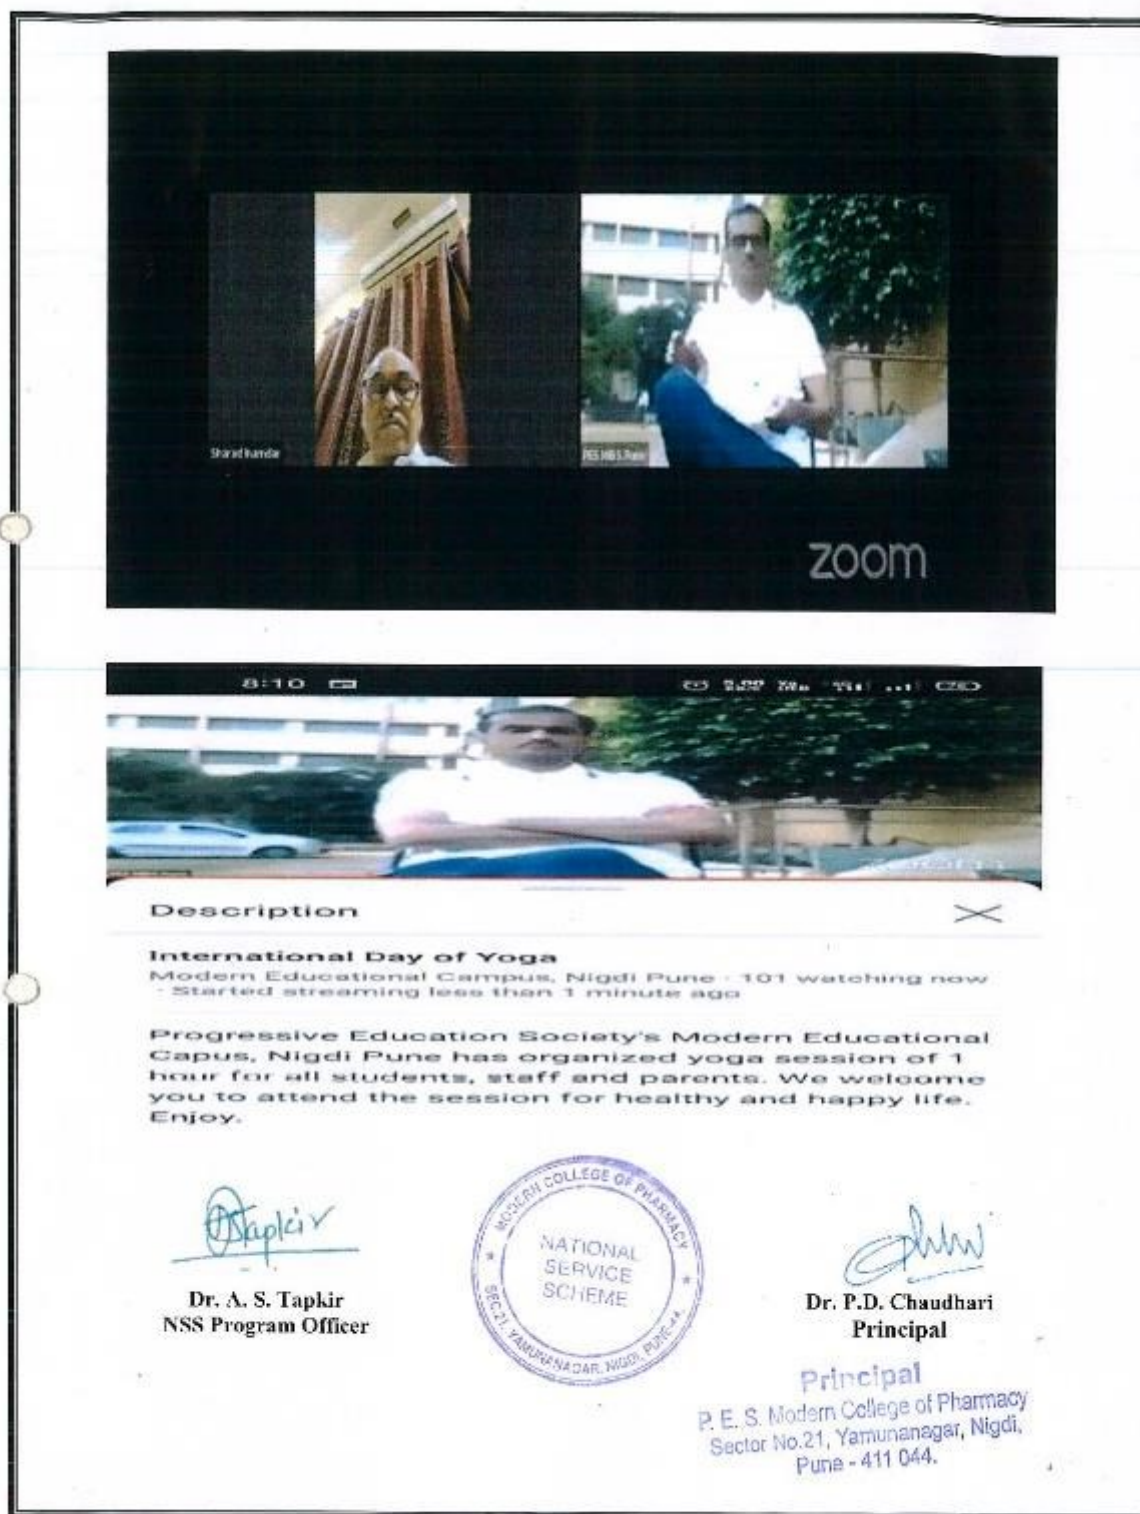 Sharad Inamdar
zoom
8:10
Description
International Day of Yoga
Modern Educational Campus, Nigdi Pune · 101 watching now
· Started streaming less than 1 minute ago
Progressive Education Society's Modern Educational
Capus, Nigdi Pune has organized yoga session of 1
hour for all students, staff and parents. We welcome
you to attend the session for healthy and happy life.
Enjoy.
Tapkir
Dr. A. S. Tapkir
NSS Program Officer
MODERN COLLEGE OF PHARMACY
NATIONAL
SERVICE
SCHEME
SEC.21, YAMUNANAGAR, NIGDI, PUNE-44.
Dr. P.D. Chaudhari
Principal
Principal
P. E. S. Modern College of Pharmacy
Sector No.21, Yamunanagar, Nigdi,
Pune - 411 044.